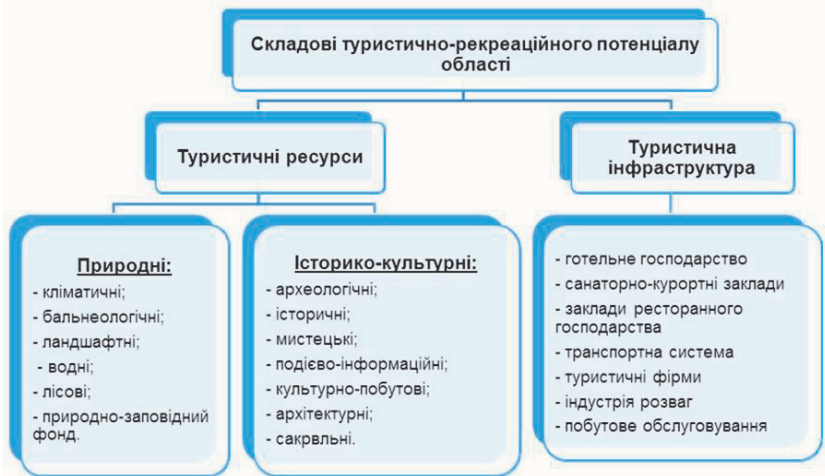 Складові туристично-рекреаційного потенціалу
області
Туристичні ресурси
Туристична
інфраструктура
Природні:
- кліматичні;
- бальнеологічні;
- ландшафтні;
- водні;
- лісові;
- природно-заповідний
фонд.
Історико-культурні:
- археологічні;
- історичні;
- мистецькі;
- подієво-інформаційні;
- культурно-побутові;
- архітектурні;
- сакрвльні.
- готельне господарство
- санаторно-курортні заклади
- заклади ресторанного
господарства
- транспортна система
- туристичні фірми
- індустрія розваг
- побутове обслуговування